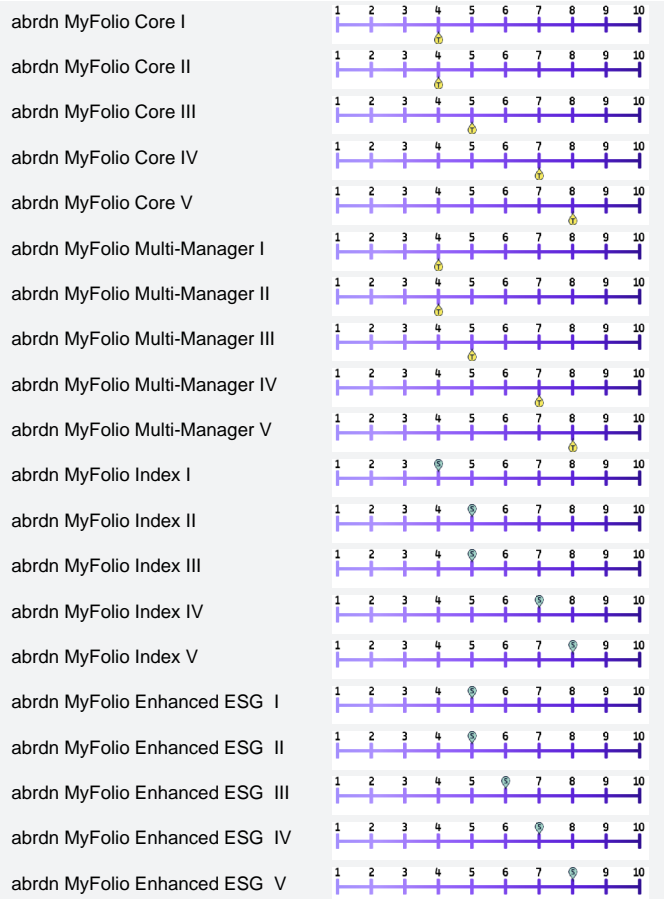 abrdn MyFolio Core I 1 2 3 4 5 6 7 8 9 10
T
abrdn MyFolio Core II 1 2 3 4 5 6 7 8 9 10
T
abrdn MyFolio Core III 1 2 3 4 5 6 7 8 9 10
T
abrdn MyFolio Core IV 1 2 3 4 5 6 7 8 9 10
T
abrdn MyFolio Core V 1 2 3 4 5 6 7 8 9 10
T
abrdn MyFolio Multi-Manager I 1 2 3 4 5 6 7 8 9 10
T
abrdn MyFolio Multi-Manager II 1 2 3 4 5 6 7 8 9 10
T
abrdn MyFolio Multi-Manager III 1 2 3 4 5 6 7 8 9 10
T
abrdn MyFolio Multi-Manager IV 1 2 3 4 5 6 7 8 9 10
T
abrdn MyFolio Multi-Manager V 1 2 3 4 5 6 7 8 9 10
T
abrdn MyFolio Index I 1 2 3 S 5 6 7 8 9 10
abrdn MyFolio Index II 1 2 3 4 S 6 7 8 9 10
abrdn MyFolio Index III 1 2 3 4 S 6 7 8 9 10
abrdn MyFolio Index IV 1 2 3 4 5 6 S 8 9 10
abrdn MyFolio Index V 1 2 3 4 5 6 7 S 9 10
abrdn MyFolio Enhanced ESG I 1 2 3 4 S 6 7 8 9 10
abrdn MyFolio Enhanced ESG II 1 2 3 4 S 6 7 8 9 10
abrdn MyFolio Enhanced ESG III 1 2 3 4 5 S 7 8 9 10
abrdn MyFolio Enhanced ESG IV 1 2 3 4 5 6 S 8 9 10
abrdn MyFolio Enhanced ESG V 1 2 3 4 5 6 7 S 9 10